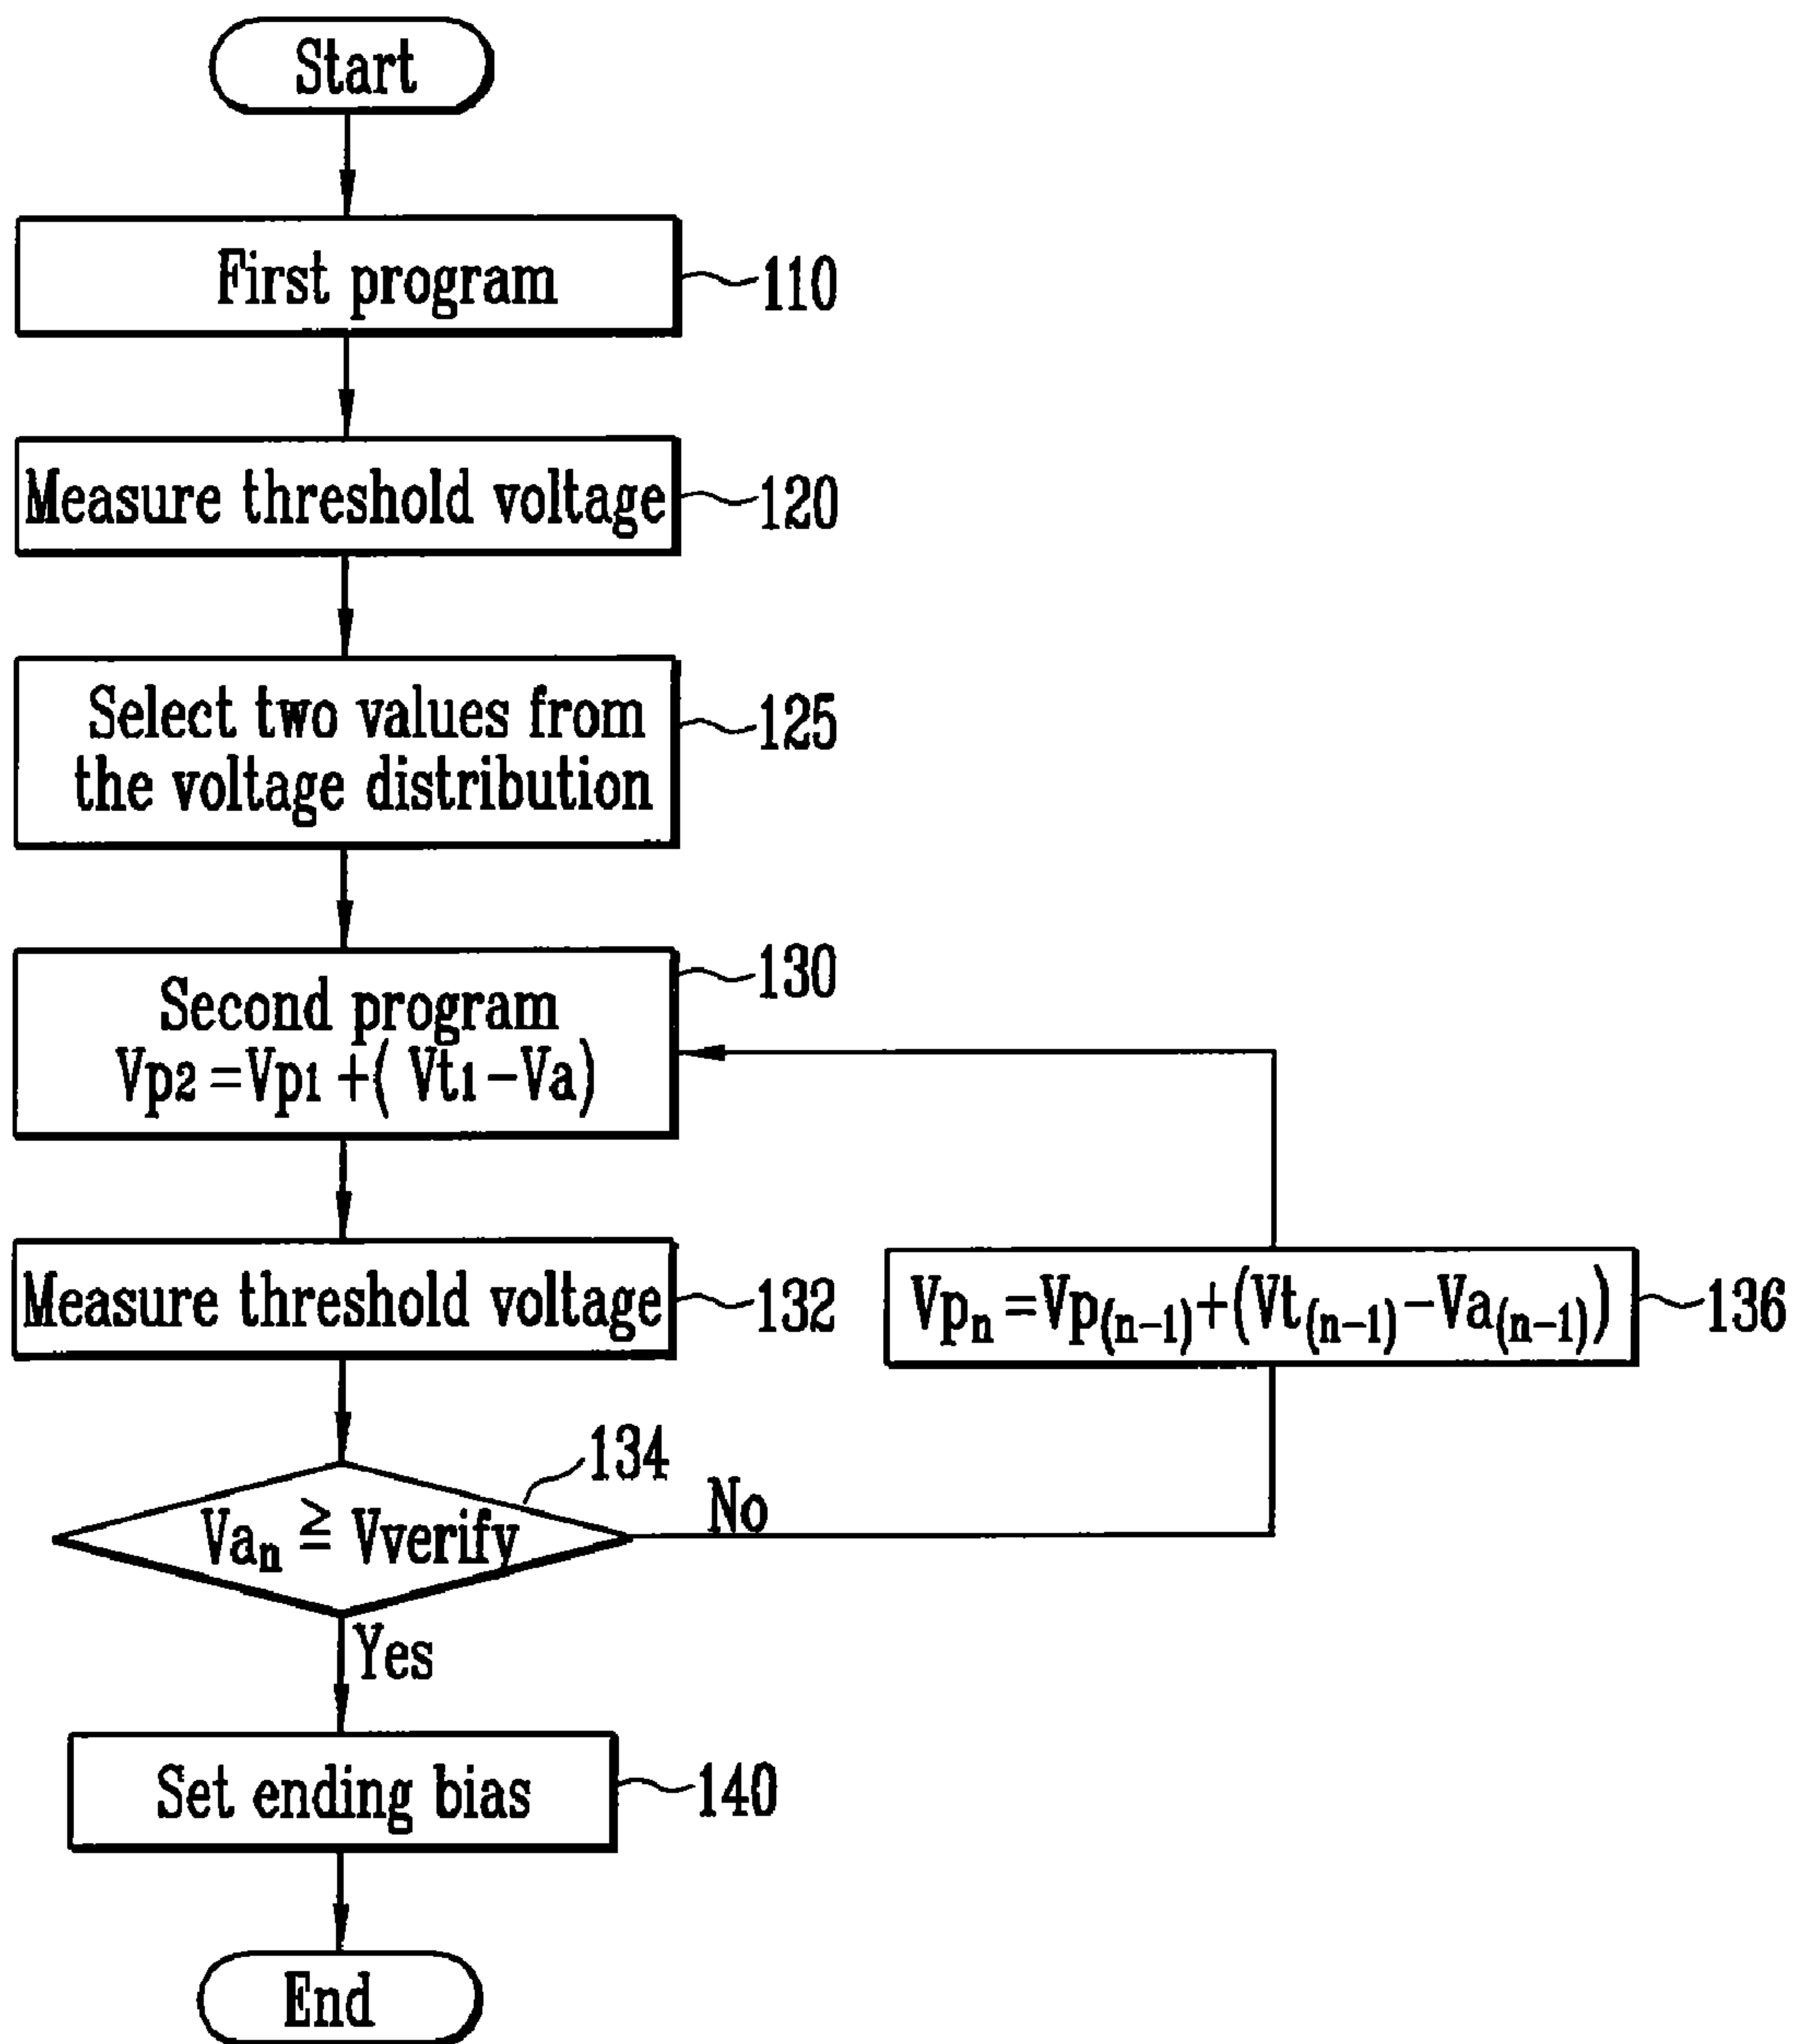 Start
First program
110
Measure threshold voltage
120
Select two values from
the voltage distribution
125
130
Second program
Vp2 =Vp1 +( Vt1 -Va)
Measure threshold voltage
132
Vpn =Vp(n-1)+(Vt(n-1) -Va(n-1))
136
134
Van ≧ Vverify
No
Yes
Set ending bias
140
End